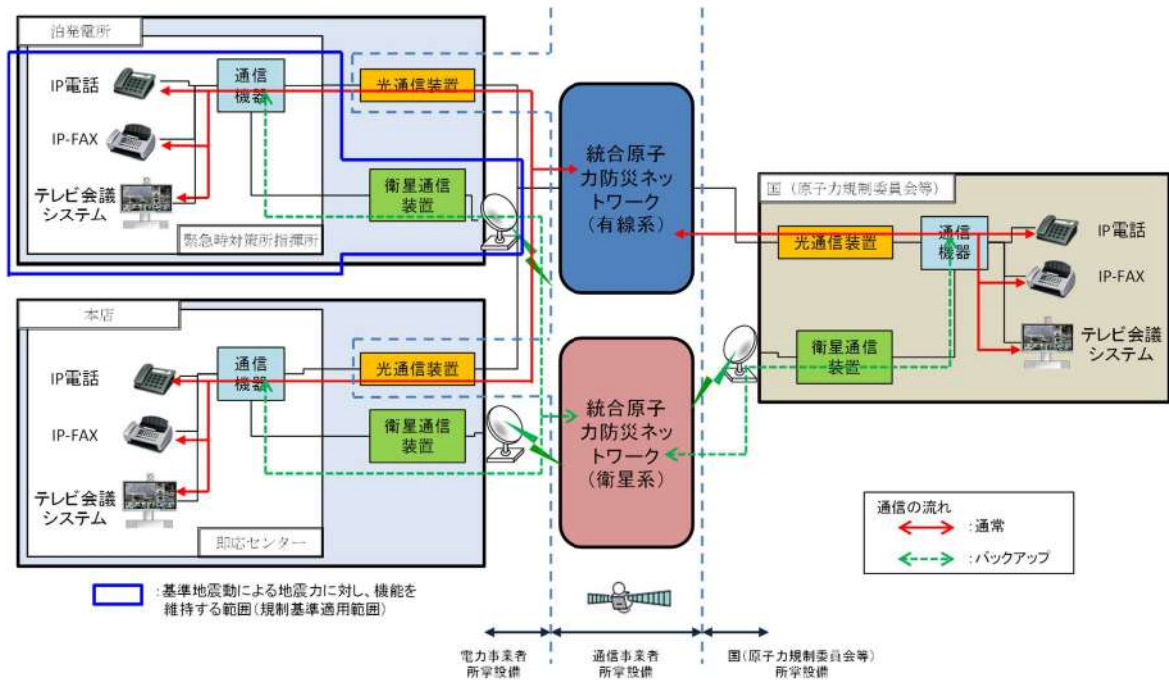 泊発電所
IP電話
IP-FAX
テレビ会議
システム
通信
機器
光通信装置
衛星通信
装置
緊急時対策所指揮所
本店
IP電話
IP-FAX
テレビ会議
システム
通信
機器
光通信装置
衛星通信
装置
即応センター
統合原子
力防災ネッ
トワーク
(有線系)
統合原子
力防災ネッ
トワーク
(衛星系)
国(原子力規制委員会等)
光通信装置
通信
機器
衛星通信
装置
IP電話
IP-FAX
テレビ会議
システム
通信の流れ
:通常
:バックアップ
:基準地震動による地震力に対し、機能を
維持する範囲(規制基準適用範囲)
電力事業者
所掌設備
通信事業者
所掌設備
国(原子力規制委員会等)
所掌設備